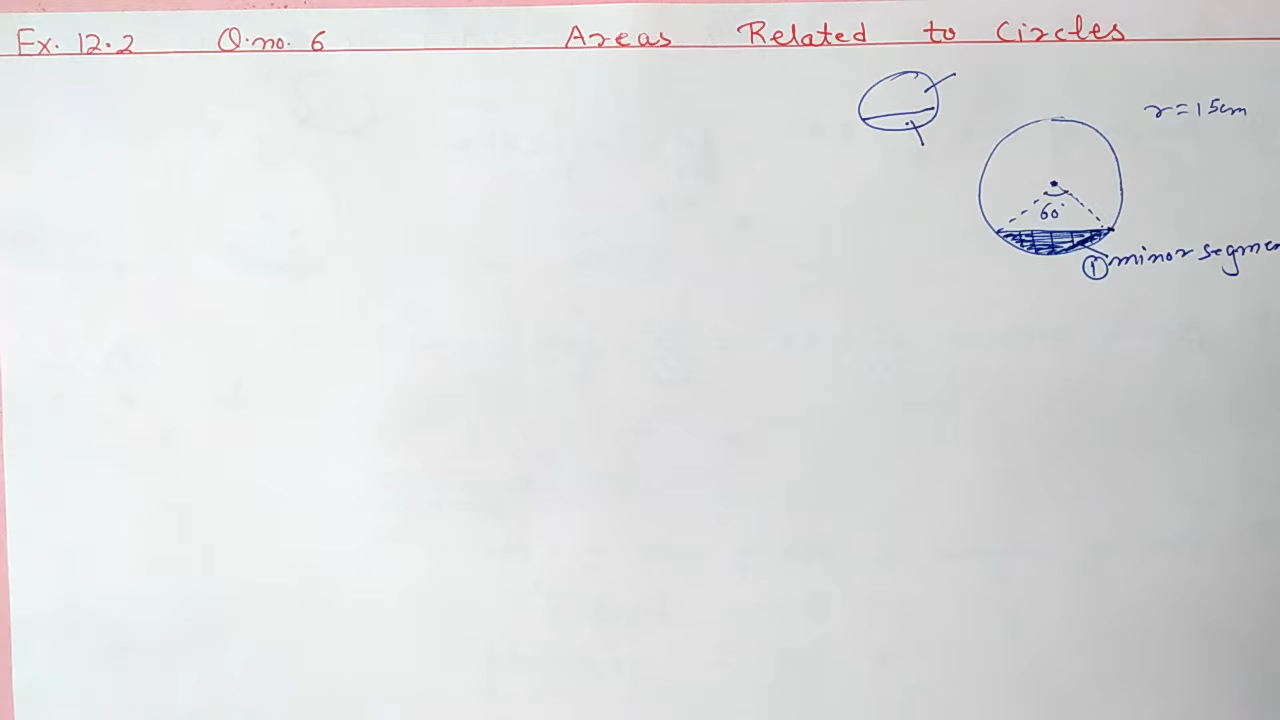 Ex. 12.2 Q.no. 6 Areas Related to Circles
r = 15cm
60°
① minor segmen